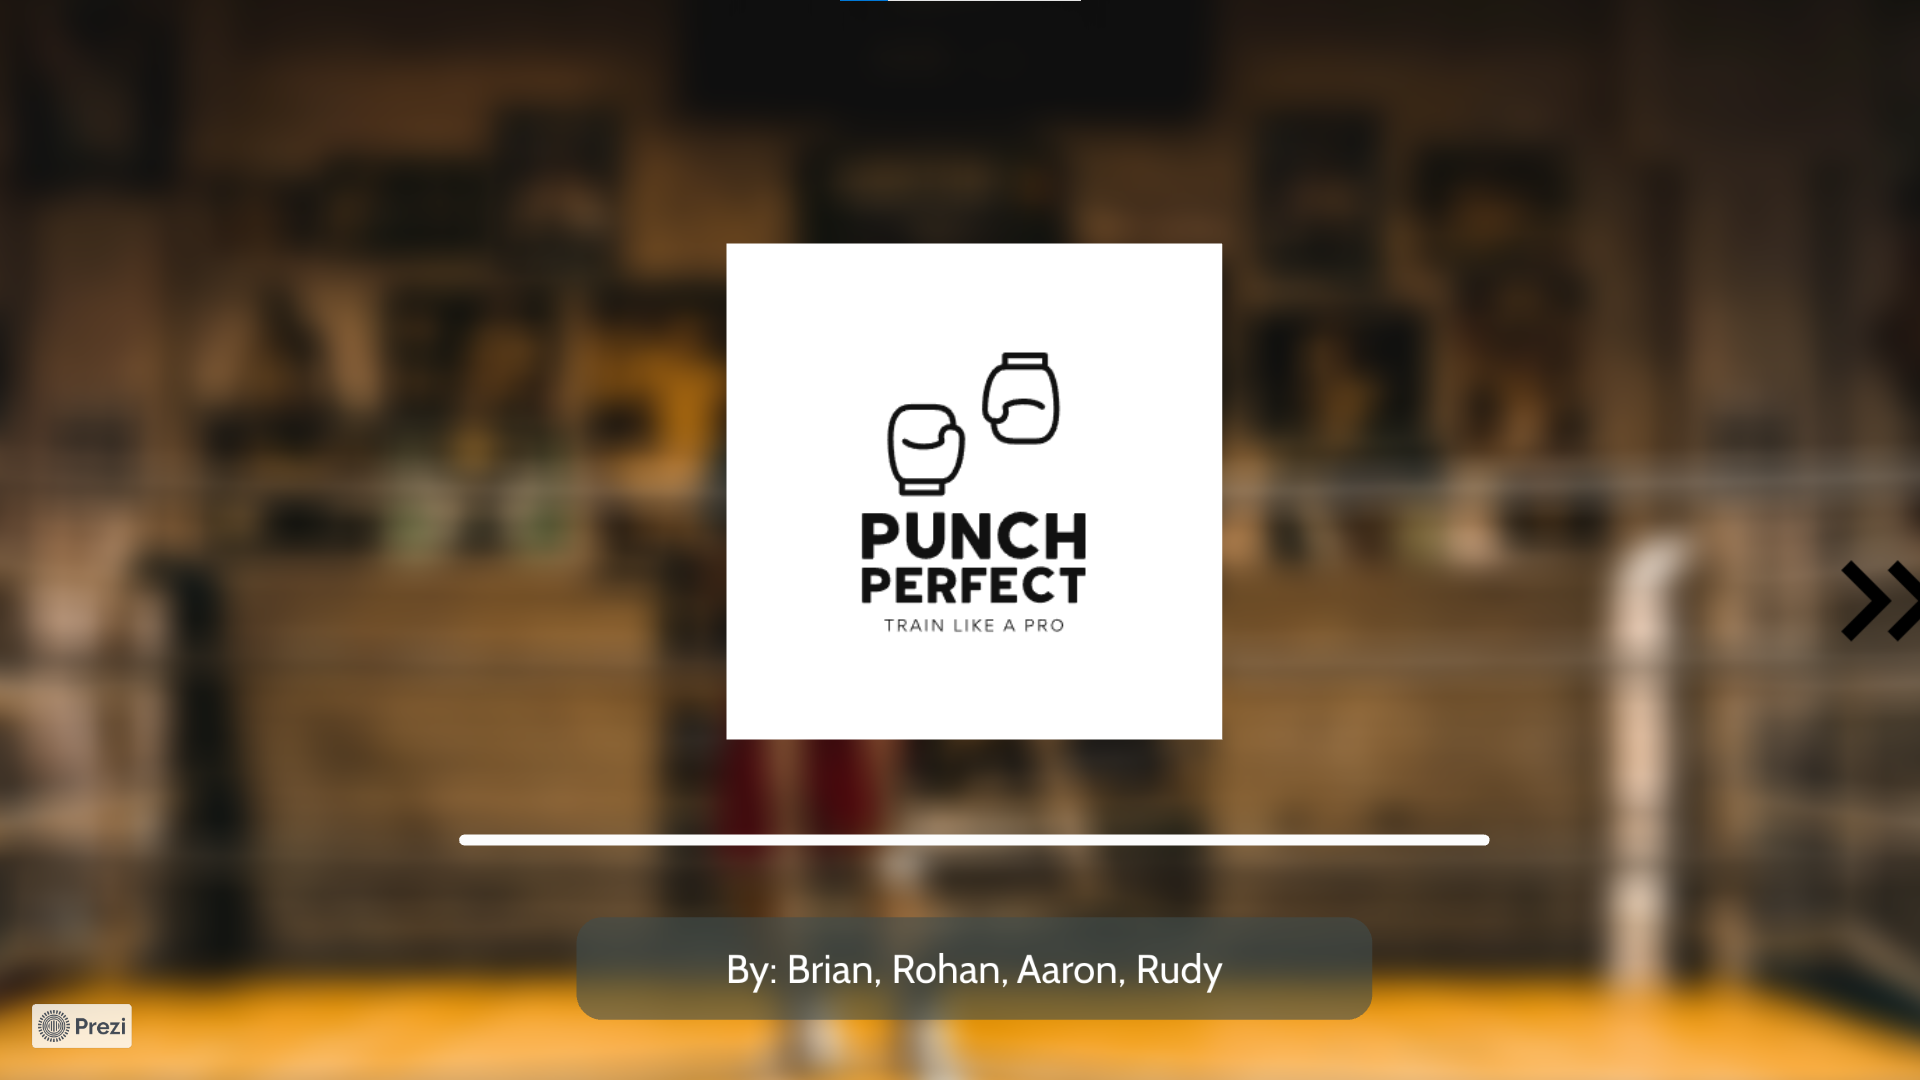 PUNCH
PERFECT
TRAIN LIKE A PRO
By: Brian, Rohan, Aaron, Rudy
Prezi